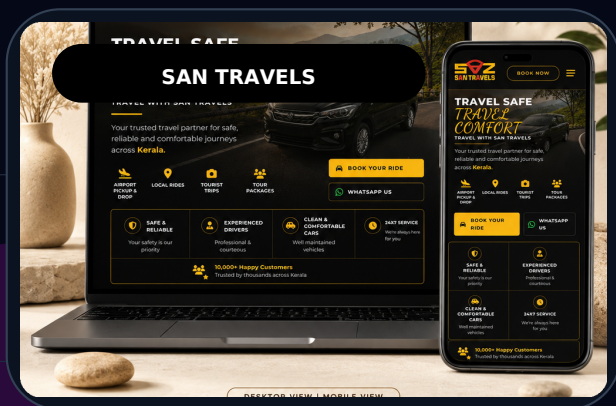 TRAVEL SAFE
SAN TRAVELS
TRAVEL WITH SAN TRAVELS
Your trusted travel partner for safe,
reliable and comfortable journeys
across Kerala.
AIRPORT
PICKUP &
DROP
LOCAL RIDES
TOURIST
TRIPS
TOUR
PACKAGES
BOOK YOUR RIDE
WHATSAPP US
SAFE &
RELIABLE
Your safety is our
priority
EXPERIENCED
DRIVERS
Professional &
courteous
CLEAN &
COMFORTABLE
CARS
Well maintained
vehicles
24X7 SERVICE
We're always here
for you
10,000+ Happy Customers
Trusted by thousands across Kerala
SAN TRAVELS
BOOK NOW
TRAVEL SAFE
TRAVEL
COMFORT
TRAVEL WITH SAN TRAVELS
Your trusted travel partner for safe,
reliable and comfortable journeys
across Kerala.
AIRPORT
PICKUP &
DROP
LOCAL RIDES
TOURIST
TRIPS
TOUR
PACKAGES
BOOK YOUR
RIDE
WHATSAPP
US
SAFE &
RELIABLE
Your safety is our
priority
EXPERIENCED
DRIVERS
Professional &
courteous
CLEAN &
COMFORTABLE
CARS
Well maintained
vehicles
24X7 SERVICE
We're always here
for you
10,000+ Happy Customers
Trusted by thousands across Kerala
DESKTOP VIEW | MOBILE VIEW